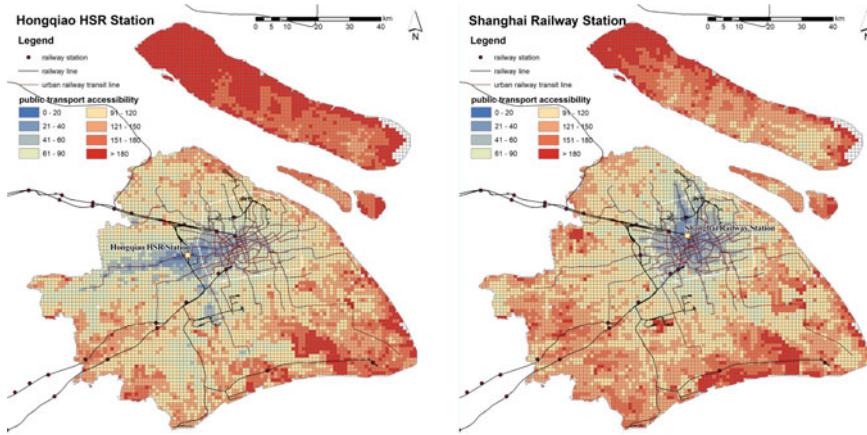 Hongqiao HSR Station
0 5 10 20 30 40
km
N
Legend
railway station
railway line
urban railway transit line
public transport accessibility
0 - 20
21 - 40
41 - 60
61 - 90
91 - 120
121 - 150
151 - 180
> 180
Hongqiao HSR Station
Shanghai Railway Station
0 5 10 20 30 40
km
N
Legend
railway station
railway line
urban railway transit line
public transport accessibility
0 - 20
21 - 40
41 - 60
61 - 90
91 - 120
121 - 150
151 - 180
> 180
Shanghai Railway Station